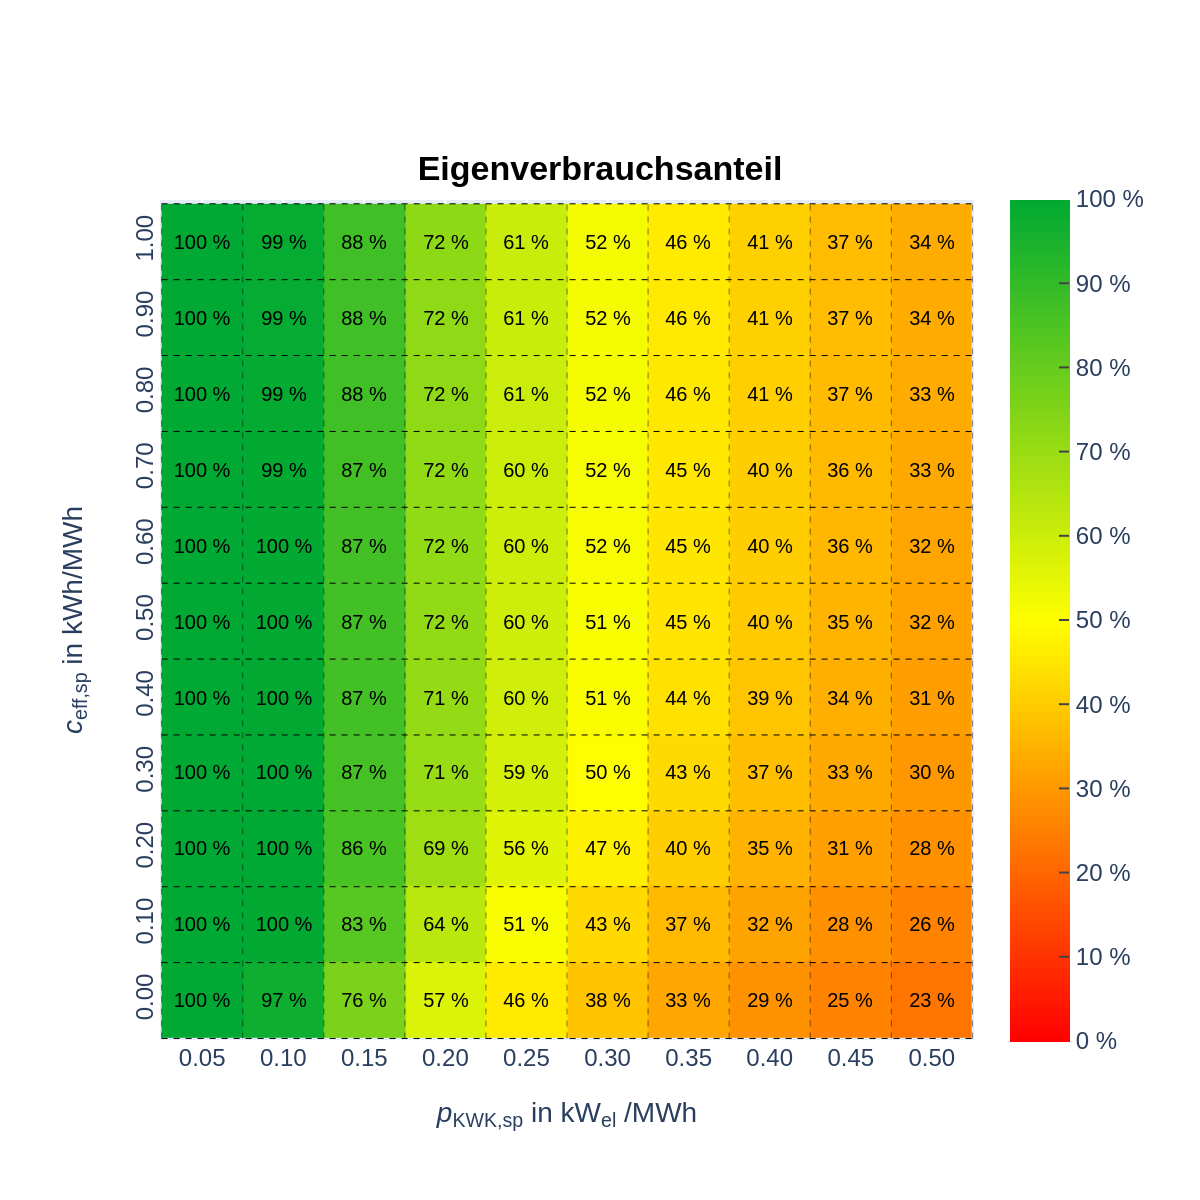 Eigenverbrauchsanteil
1.00 100 % 99 % 88 % 72 % 61 % 52 % 46 % 41 % 37 % 34 %
0.90 100 % 99 % 88 % 72 % 61 % 52 % 46 % 41 % 37 % 34 %
0.80 100 % 99 % 88 % 72 % 61 % 52 % 46 % 41 % 37 % 33 %
0.70 100 % 99 % 87 % 72 % 60 % 52 % 45 % 40 % 36 % 33 %
0.60 100 % 100 % 87 % 72 % 60 % 52 % 45 % 40 % 36 % 32 %
0.50 100 % 100 % 87 % 72 % 60 % 51 % 45 % 40 % 35 % 32 %
0.40 100 % 100 % 87 % 71 % 60 % 51 % 44 % 39 % 34 % 31 %
0.30 100 % 100 % 87 % 71 % 59 % 50 % 43 % 37 % 33 % 30 %
0.20 100 % 100 % 86 % 69 % 56 % 47 % 40 % 35 % 31 % 28 %
0.10 100 % 100 % 83 % 64 % 51 % 43 % 37 % 32 % 28 % 26 %
0.00 100 % 97 % 76 % 57 % 46 % 38 % 33 % 29 % 25 % 23 %
0.05 0.10 0.15 0.20 0.25 0.30 0.35 0.40 0.45 0.50
pKWK,sp in kWel /MWh
ceff,sp in kWh/MWh
100 %
90 %
80 %
70 %
60 %
50 %
40 %
30 %
20 %
10 %
0 %